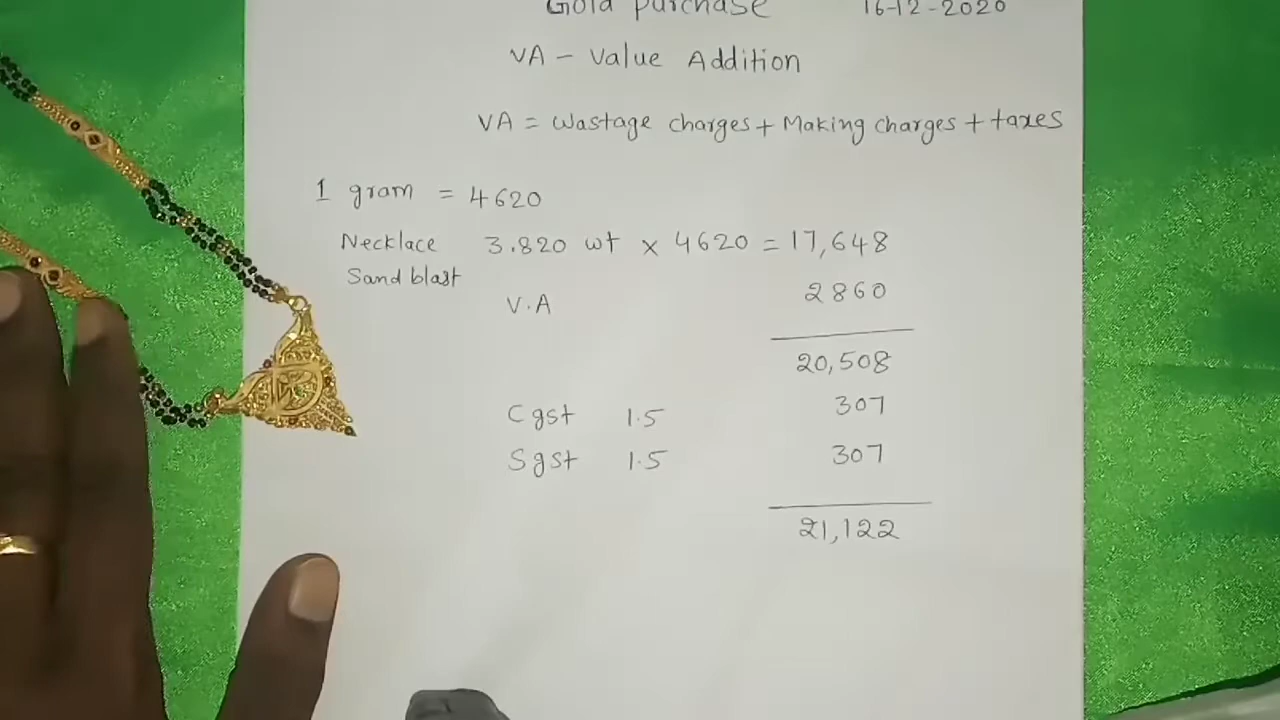 Gold Purchase 16-12-2020
VA - Value Addition
VA = Wastage charges + Making charges + taxes
1 gram = 4620
Necklace 3.820 wt x 4620 = 17,648
Sand blast
V.A 2860
20,508
Cgst 1.5 307
Sgst 1.5 307
21,122